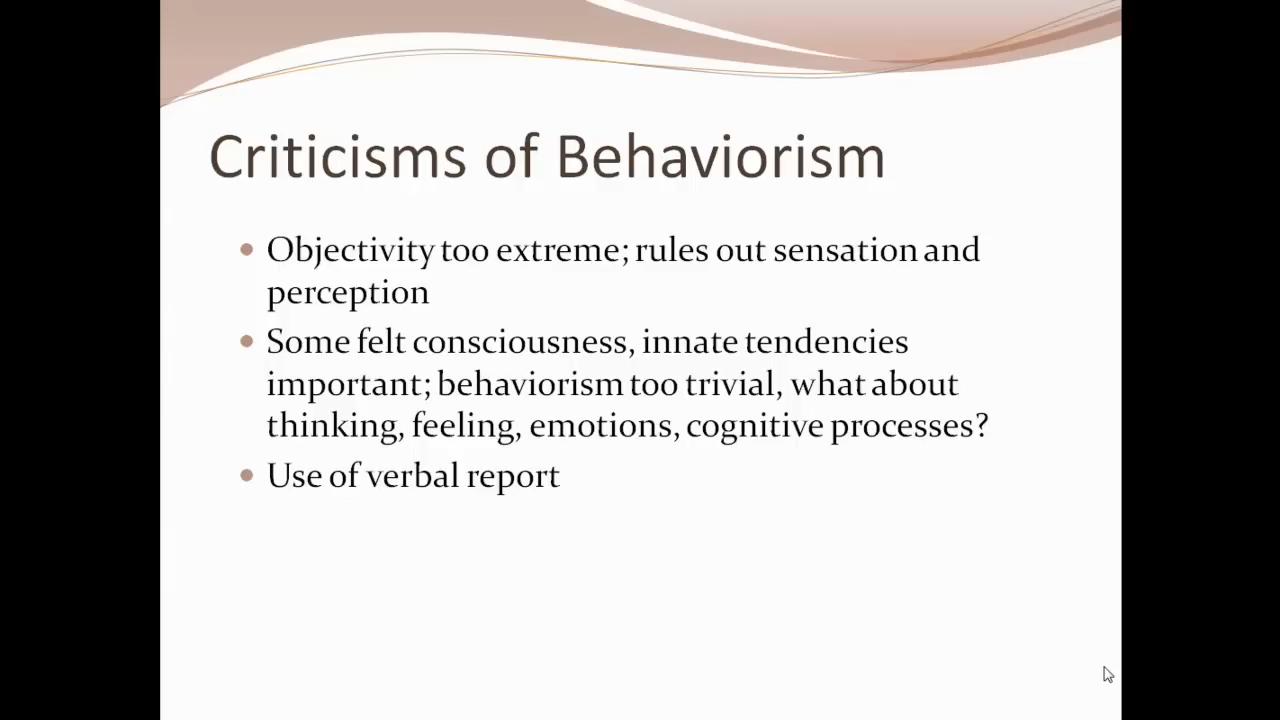 Criticisms of Behaviorism
Objectivity too extreme; rules out sensation and
perception
Some felt consciousness, innate tendencies
important; behaviorism too trivial, what about
thinking, feeling, emotions, cognitive processes?
Use of verbal report